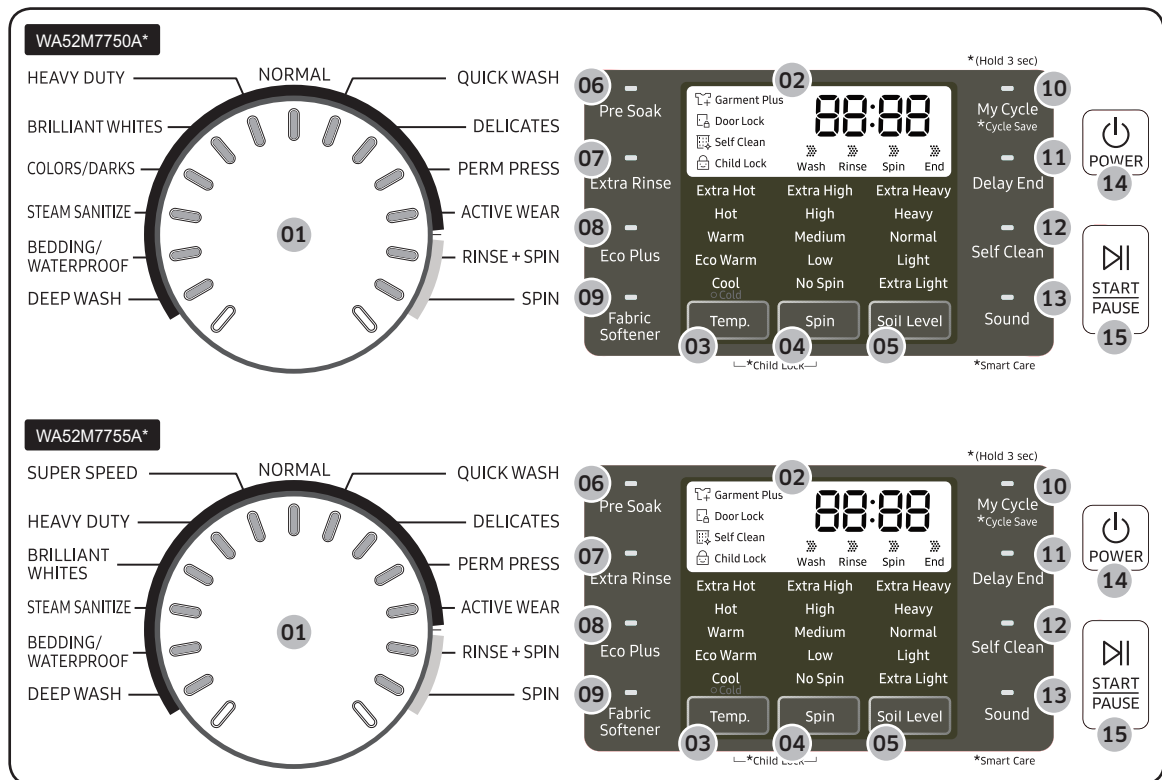 WA52M7750A*
HEAVY DUTY
BRILLIANT WHITES
COLORS/DARKS
STEAM SANITIZE
BEDDING/
WATERPROOF
DEEP WASH
NORMAL
QUICK WASH
DELICATES
PERM PRESS
ACTIVE WEAR
RINSE + SPIN
SPIN
01
*(Hold 3 sec)
06
Pre Soak
07
Extra Rinse
08
Eco Plus
09
Fabric
Softener
02
Garment Plus
Door Lock
Self Clean
Child Lock
88:88
Wash Rinse Spin End
Extra Hot Extra High Extra Heavy
Hot High Heavy
Warm Medium Normal
Eco Warm Low Light
Cool No Spin Extra Light
Cold
Temp. Spin Soil Level
03 04 05
*Child Lock
10
My Cycle
*Cycle Save
11
Delay End
12
Self Clean
13
Sound
*Smart Care
POWER
14
START
PAUSE
15
WA52M7755A*
SUPER SPEED
HEAVY DUTY
BRILLIANT
WHITES
STEAM SANITIZE
BEDDING/
WATERPROOF
DEEP WASH
NORMAL
QUICK WASH
DELICATES
PERM PRESS
ACTIVE WEAR
RINSE + SPIN
SPIN
01
*(Hold 3 sec)
06
Pre Soak
07
Extra Rinse
08
Eco Plus
09
Fabric
Softener
02
Garment Plus
Door Lock
Self Clean
Child Lock
88:88
Wash Rinse Spin End
Extra Hot Extra High Extra Heavy
Hot High Heavy
Warm Medium Normal
Eco Warm Low Light
Cool No Spin Extra Light
Cold
Temp. Spin Soil Level
03 04 05
*Child Lock
10
My Cycle
*Cycle Save
11
Delay End
12
Self Clean
13
Sound
*Smart Care
POWER
14
START
PAUSE
15